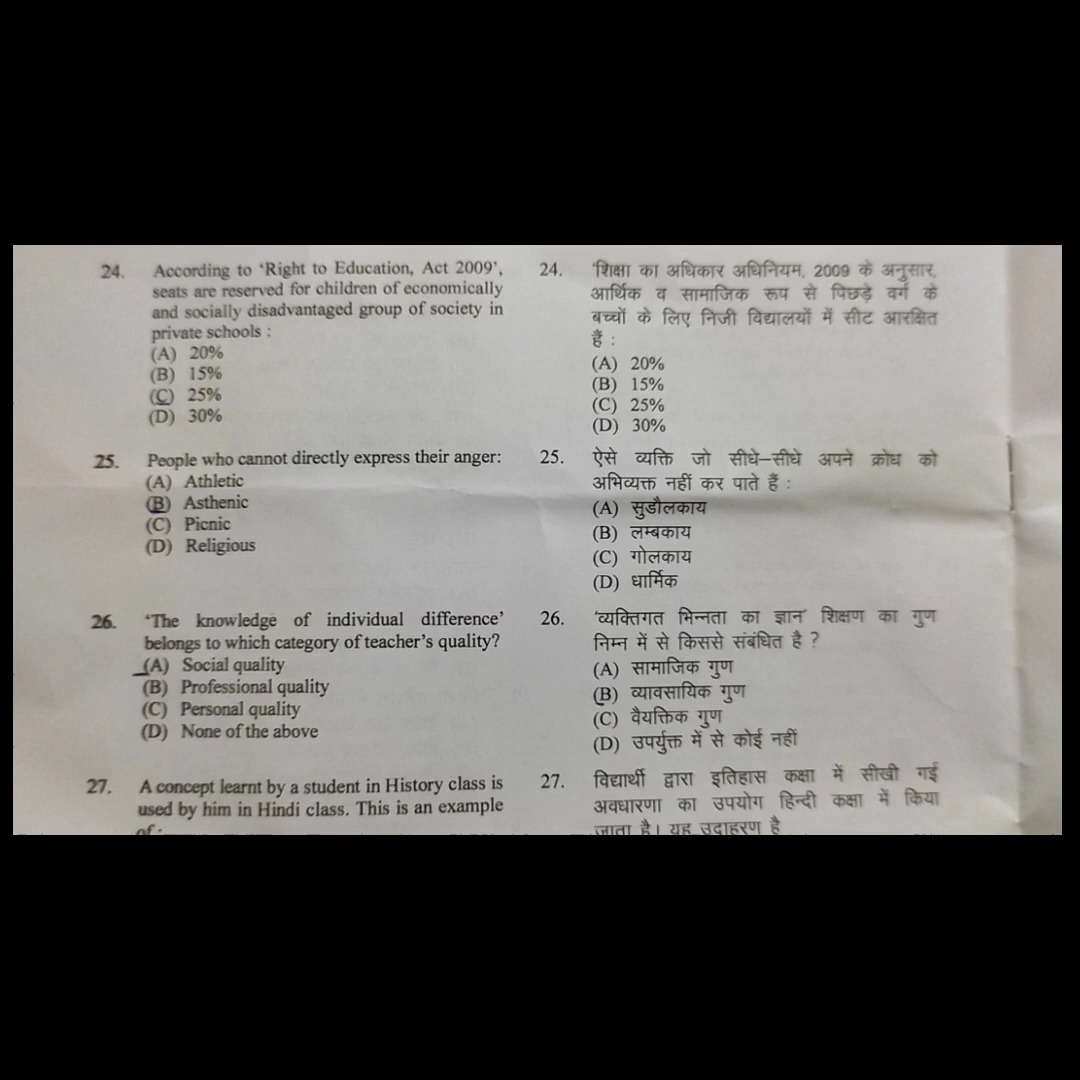 24. According to ‘Right to Education, Act 2009’,
seats are reserved for children of economically
and socially disadvantaged group of society in
private schools :
(A) 20%
(B) 15%
(C) 25%
(D) 30%
25. People who cannot directly express their anger:
(A) Athletic
(B) Asthenic
(C) Picnic
(D) Religious
26. ‘The knowledge of individual difference’
belongs to which category of teacher’s quality?
(A) Social quality
(B) Professional quality
(C) Personal quality
(D) None of the above
27. A concept learnt by a student in History class is
used by him in Hindi class. This is an example
of :
24. ‘शिक्षा का अधिकार अधिनियम, 2009 के अनुसार,
आर्थिक व सामाजिक रूप से पिछड़े वर्ग के
बच्चों के लिए निजी विद्यालयों में सीट आरक्षित
हैं :
(A) 20%
(B) 15%
(C) 25%
(D) 30%
25. ऐसे व्यक्ति जो सीधे–सीधे अपने क्रोध को
अभिव्यक्त नहीं कर पाते हैं :
(A) सुडौलकाय
(B) लम्बकाय
(C) गोलकाय
(D) धार्मिक
26. ‘व्यक्तिगत भिन्नता का ज्ञान’ शिक्षण का गुण
निम्न में से किससे संबंधित है ?
(A) सामाजिक गुण
(B) व्यावसायिक गुण
(C) वैयक्तिक गुण
(D) उपर्युक्त में से कोई नहीं
27. विद्यार्थी द्वारा इतिहास कक्षा में सीखी गई
अवधारणा का उपयोग हिन्दी कक्षा में किया
जाता है। यह उदाहरण है